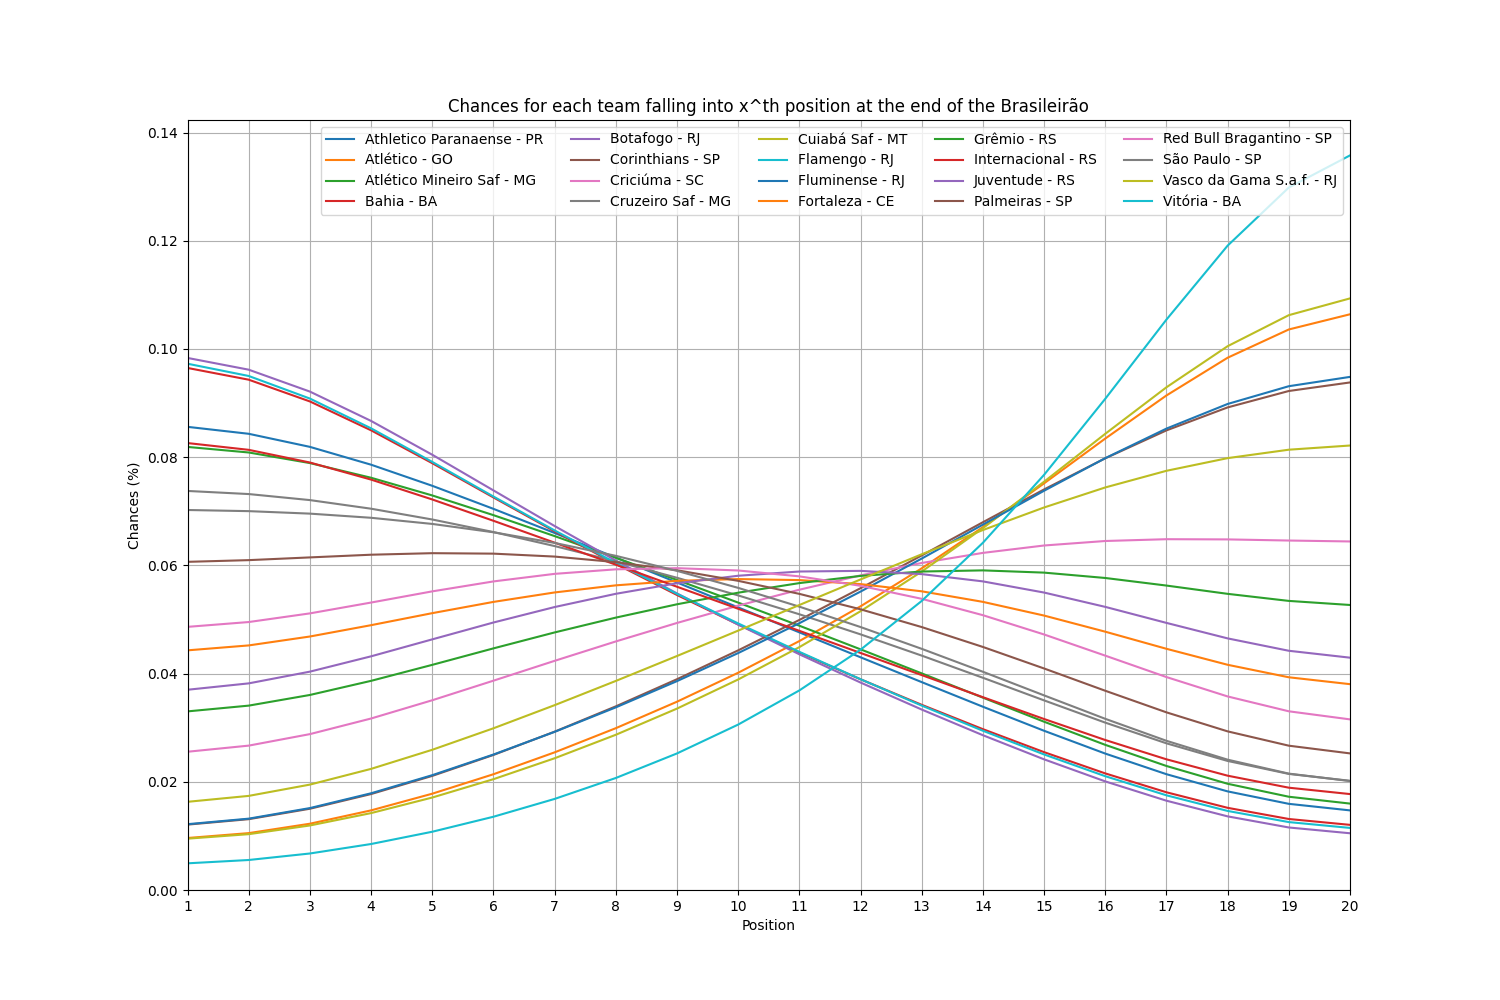 Chances for each team falling into x^th position at the end of the Brasileirão
Athletico Paranaense - PR
Atlético - GO
Atlético Mineiro Saf - MG
Bahia - BA
Botafogo - RJ
Corinthians - SP
Criciúma - SC
Cruzeiro Saf - MG
Cuiabá Saf - MT
Flamengo - RJ
Fluminense - RJ
Fortaleza - CE
Grêmio - RS
Internacional - RS
Juventude - RS
Palmeiras - SP
Red Bull Bragantino - SP
São Paulo - SP
Vasco da Gama S.a.f. - RJ
Vitória - BA
Chances (%)
0.14
0.12
0.10
0.08
0.06
0.04
0.02
0.00
1 2 3 4 5 6 7 8 9 10 11 12 13 14 15 16 17 18 19 20
Position